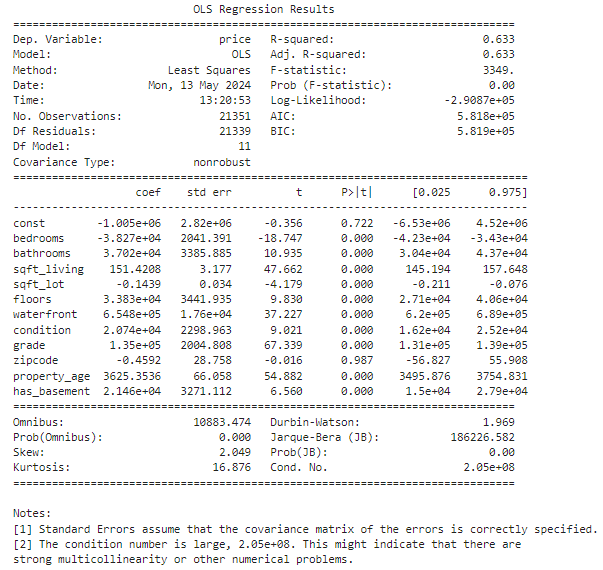 OLS Regression Results
==============================================================================
Dep. Variable: price R-squared: 0.633
Model: OLS Adj. R-squared: 0.633
Method: Least Squares F-statistic: 3349.
Date: Mon, 13 May 2024 Prob (F-statistic): 0.00
Time: 13:20:53 Log-Likelihood: -2.9087e+05
No. Observations: 21351 AIC: 5.818e+05
Df Residuals: 21339 BIC: 5.819e+05
Df Model: 11
Covariance Type: nonrobust
================================================================================
coef std err t P>|t| [0.025 0.975]
--------------------------------------------------------------------------------
const -1.005e+06 2.82e+06 -0.356 0.722 -6.53e+06 4.52e+06
bedrooms -3.827e+04 2041.391 -18.747 0.000 -4.23e+04 -3.43e+04
bathrooms 3.702e+04 3385.885 10.935 0.000 3.04e+04 4.37e+04
sqft_living 151.4208 3.177 47.662 0.000 145.194 157.648
sqft_lot -0.1439 0.034 -4.179 0.000 -0.211 -0.076
floors 3.383e+04 3441.935 9.830 0.000 2.71e+04 4.06e+04
waterfront 6.548e+05 1.76e+04 37.227 0.000 6.2e+05 6.89e+05
condition 2.074e+04 2298.963 9.021 0.000 1.62e+04 2.52e+04
grade 1.35e+05 2004.808 67.339 0.000 1.31e+05 1.39e+05
zipcode -0.4592 28.758 -0.016 0.987 -56.827 55.908
property_age 3625.3536 66.058 54.882 0.000 3495.876 3754.831
has_basement 2.146e+04 3271.112 6.560 0.000 1.5e+04 2.79e+04
==============================================================================
Omnibus: 10883.474 Durbin-Watson: 1.969
Prob(Omnibus): 0.000 Jarque-Bera (JB): 186226.582
Skew: 2.049 Prob(JB): 0.00
Kurtosis: 16.876 Cond. No. 2.05e+08
==============================================================================
Notes:
[1] Standard Errors assume that the covariance matrix of the errors is correctly specified.
[2] The condition number is large, 2.05e+08. This might indicate that there are
strong multicollinearity or other numerical problems.